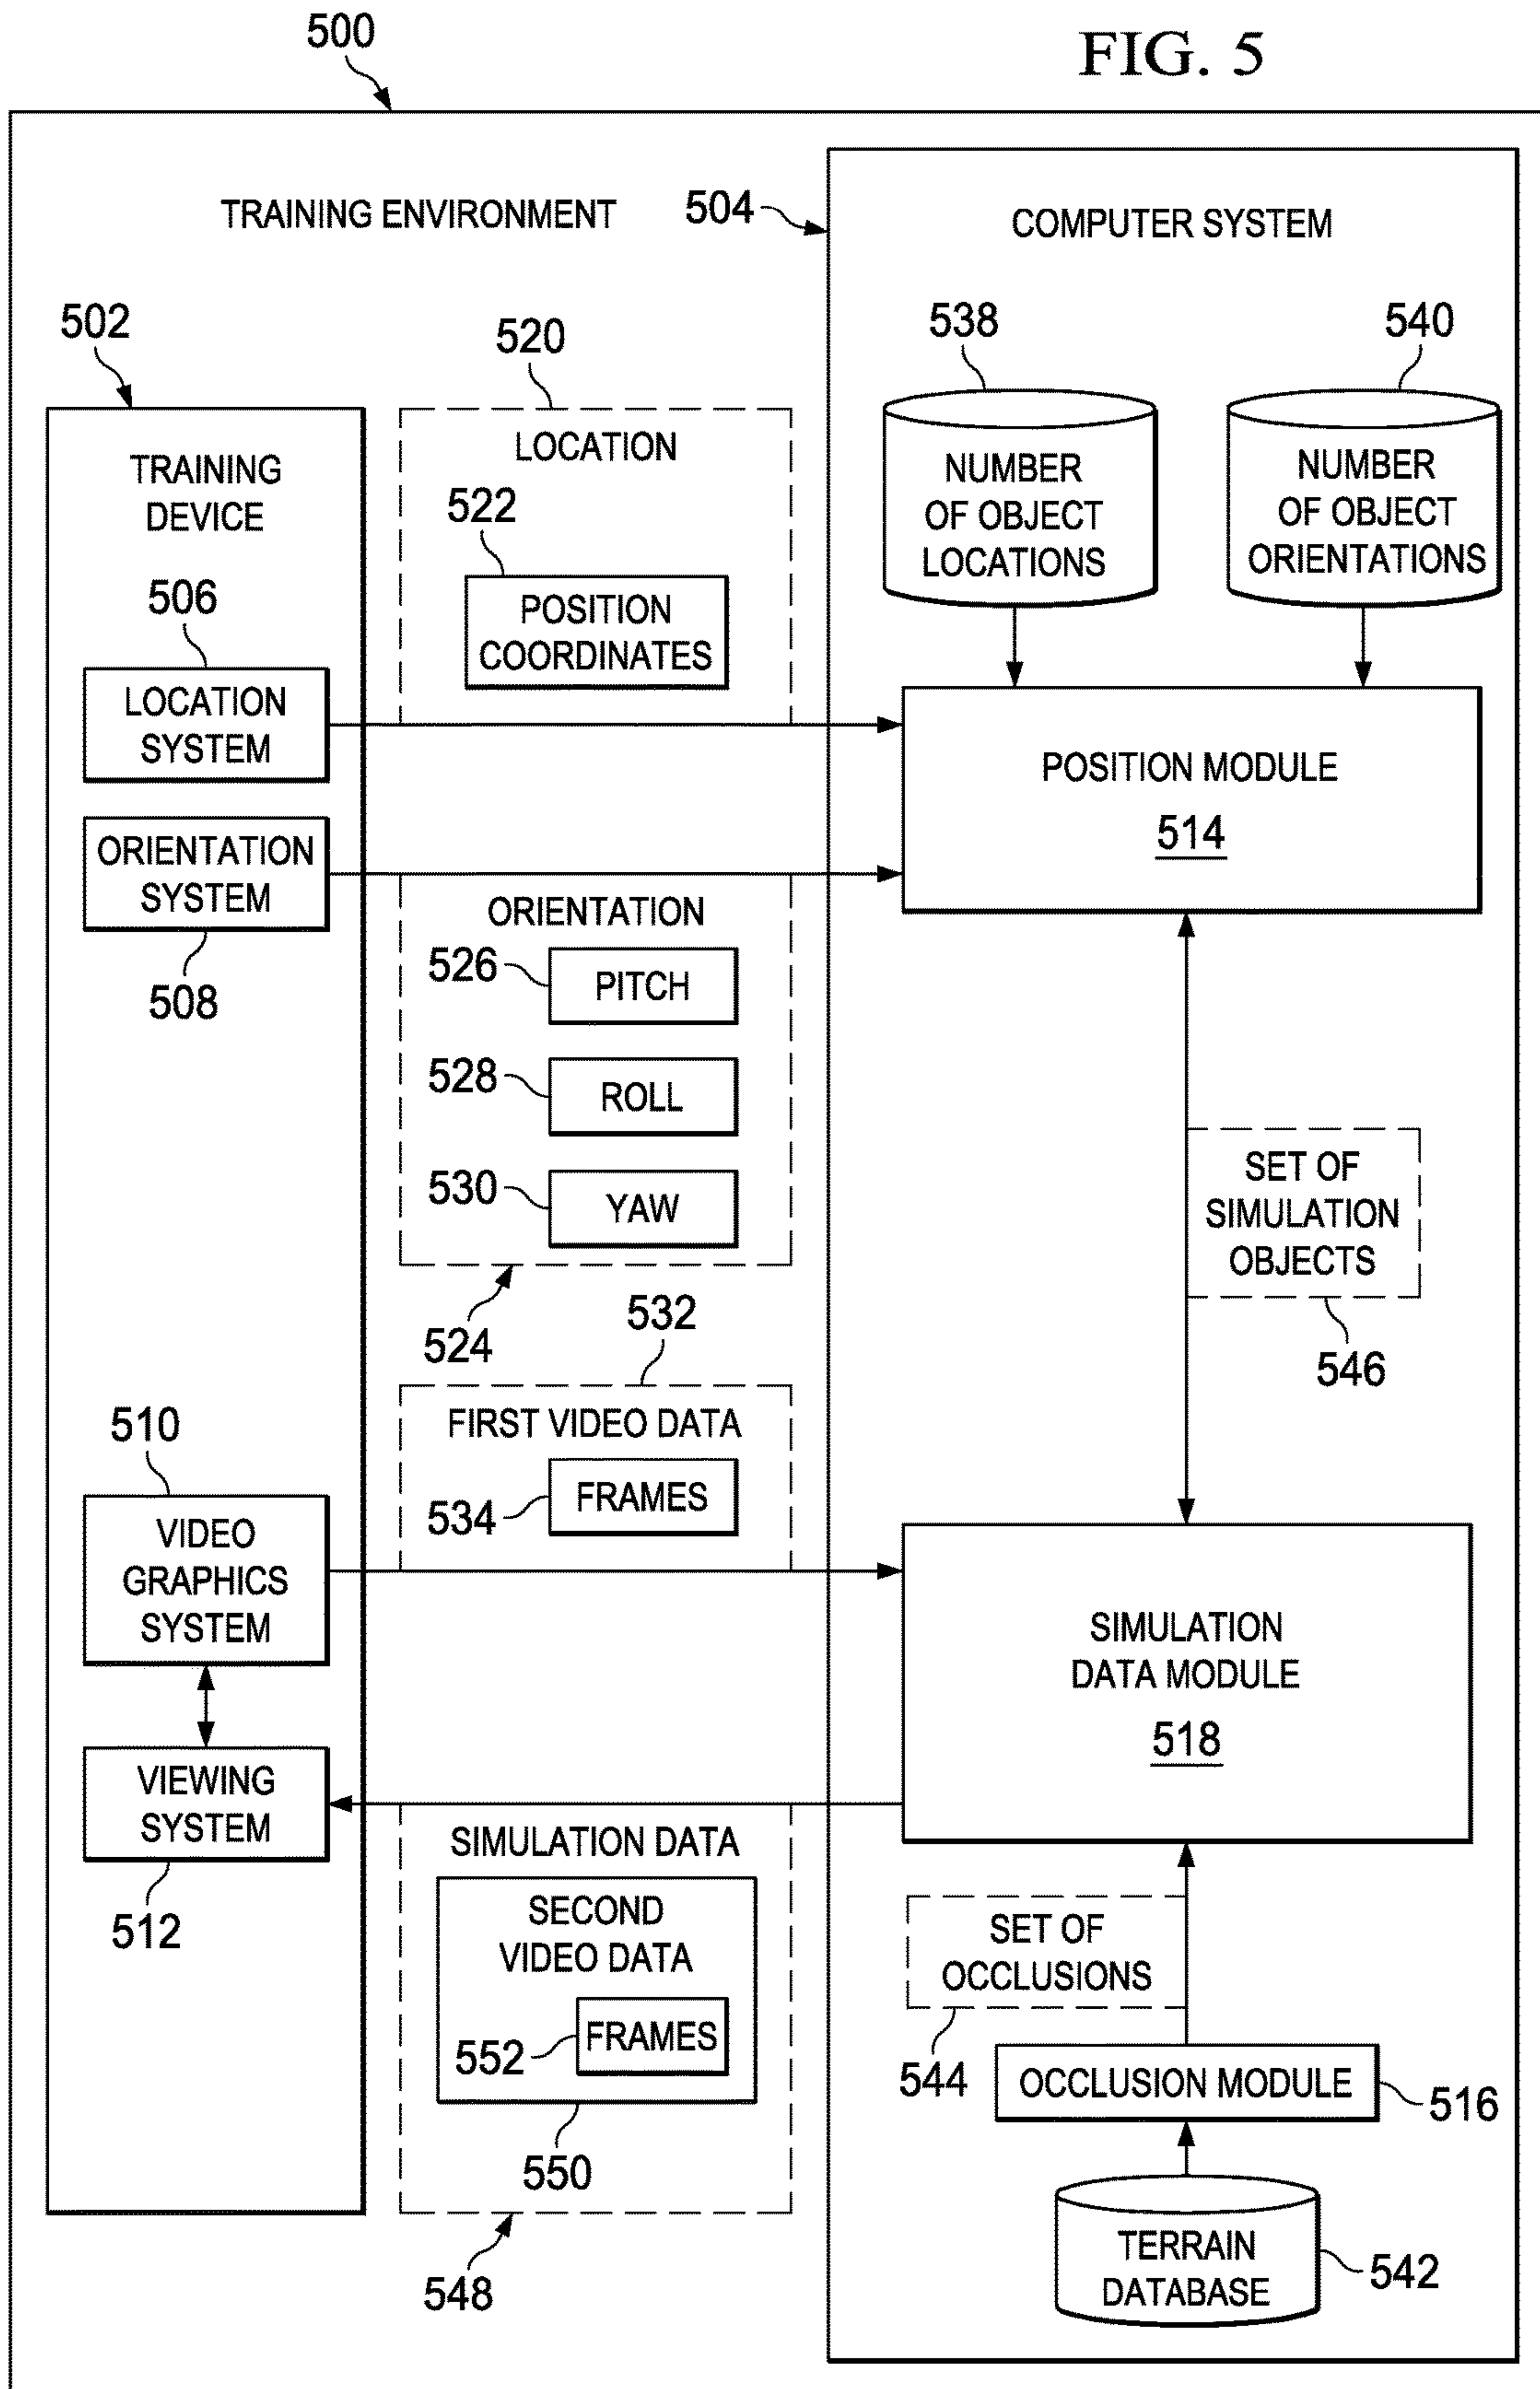 FIG. 5
500
TRAINING ENVIRONMENT
504
COMPUTER SYSTEM
502
TRAINING
DEVICE
506
LOCATION
SYSTEM
ORIENTATION
SYSTEM
508
510
VIDEO
GRAPHICS
SYSTEM
VIEWING
SYSTEM
512
520
LOCATION
522
POSITION
COORDINATES
ORIENTATION
526
PITCH
528
ROLL
530
YAW
524
532
FIRST VIDEO DATA
534
FRAMES
SIMULATION DATA
SECOND
VIDEO DATA
552
FRAMES
550
548
538
NUMBER
OF OBJECT
LOCATIONS
540
NUMBER
OF OBJECT
ORIENTATIONS
POSITION MODULE
514
SET OF
SIMULATION
OBJECTS
546
SIMULATION
DATA MODULE
518
SET OF
OCCLUSIONS
544
OCCLUSION MODULE
516
TERRAIN
DATABASE
542